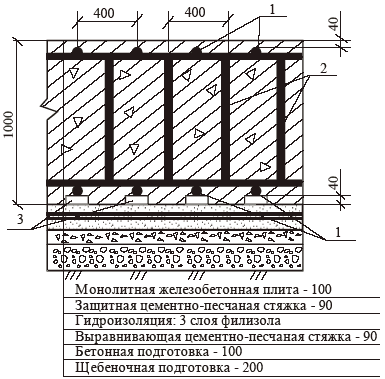 400 400 1 40
1000
2
40
3 1
Монолитная железобетонная плита - 100
Защитная цементно-песчаная стяжка - 90
Гидроизоляция: 3 слоя филизола
Выравнивающая цементно-песчаная стяжка - 90
Бетонная подготовка - 100
Щебеночная подготовка - 200